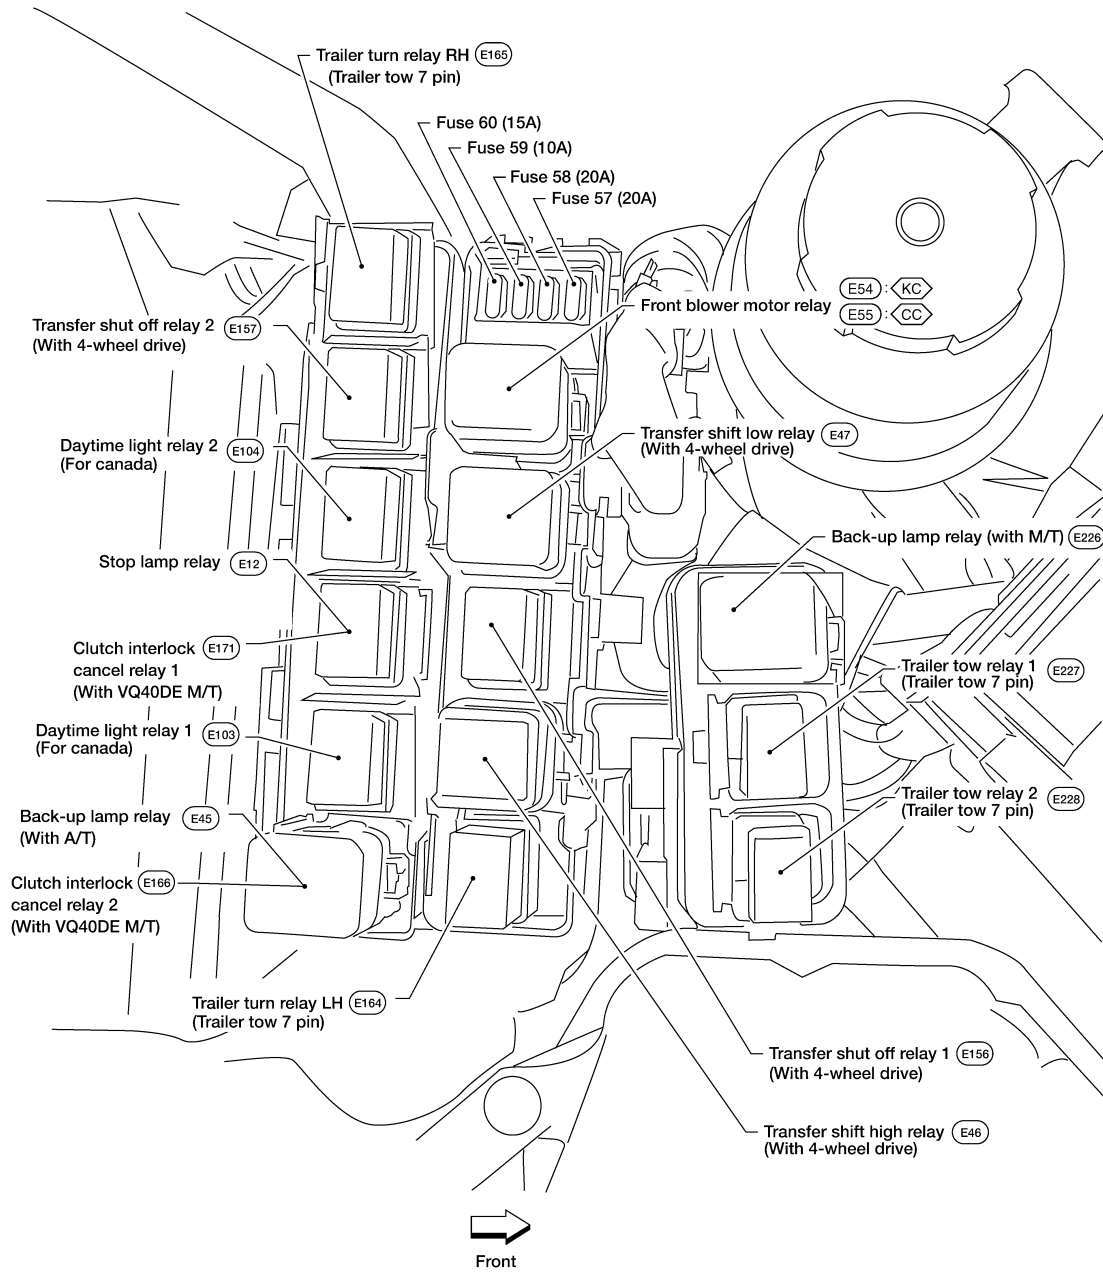 Trailer turn relay RH E165
(Trailer tow 7 pin)
Fuse 60 (15A)
Fuse 59 (10A)
Fuse 58 (20A)
Fuse 57 (20A)
Front blower motor relay E54 : KC
E55 : CC
Transfer shut off relay 2 E157
(With 4-wheel drive)
Transfer shift low relay E47
(With 4-wheel drive)
Daytime light relay 2 E104
(For canada)
Back-up lamp relay (with M/T) E226
Stop lamp relay E12
Clutch interlock E171
cancel relay 1
(With VQ40DE M/T)
Trailer tow relay 1 E227
(Trailer tow 7 pin)
Daytime light relay 1 E103
(For canada)
Trailer tow relay 2 E228
(Trailer tow 7 pin)
Back-up lamp relay E45
(With A/T)
Clutch interlock E166
cancel relay 2
(With VQ40DE M/T)
Trailer turn relay LH E164
(Trailer tow 7 pin)
Transfer shut off relay 1 E156
(With 4-wheel drive)
Transfer shift high relay E46
(With 4-wheel drive)
Front